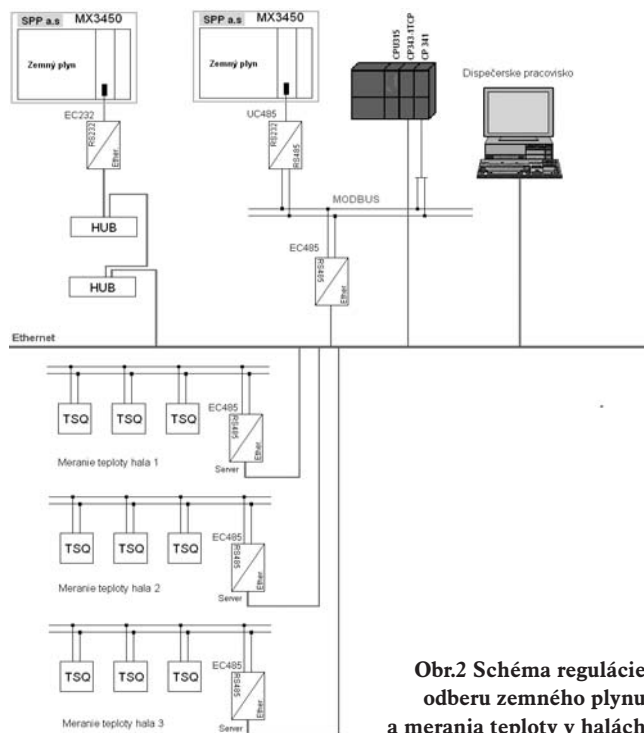 SPP a.s MX3450
Zemný plyn
EC232
RS232
Ether.
HUB
HUB
SPP a.s MX3450
Zemný plyn
UC485
RS232
RS485
CPU315
CP343-1TCP
CP 341
Dispečerske pracovisko
MODBUS
EC485
RS485
Ether
Ethernet
TSQ TSQ TSQ
EC485
RS485
Ether.
Server
Meranie teploty hala 1
TSQ TSQ TSQ
EC485
RS485
Ether.
Server
Meranie teploty hala 2
TSQ TSQ TSQ
EC485
RS485
Ether.
Server
Meranie teploty hala 3
Obr.2 Schéma regulácie
odberu zemného plynu
a merania teploty v halách